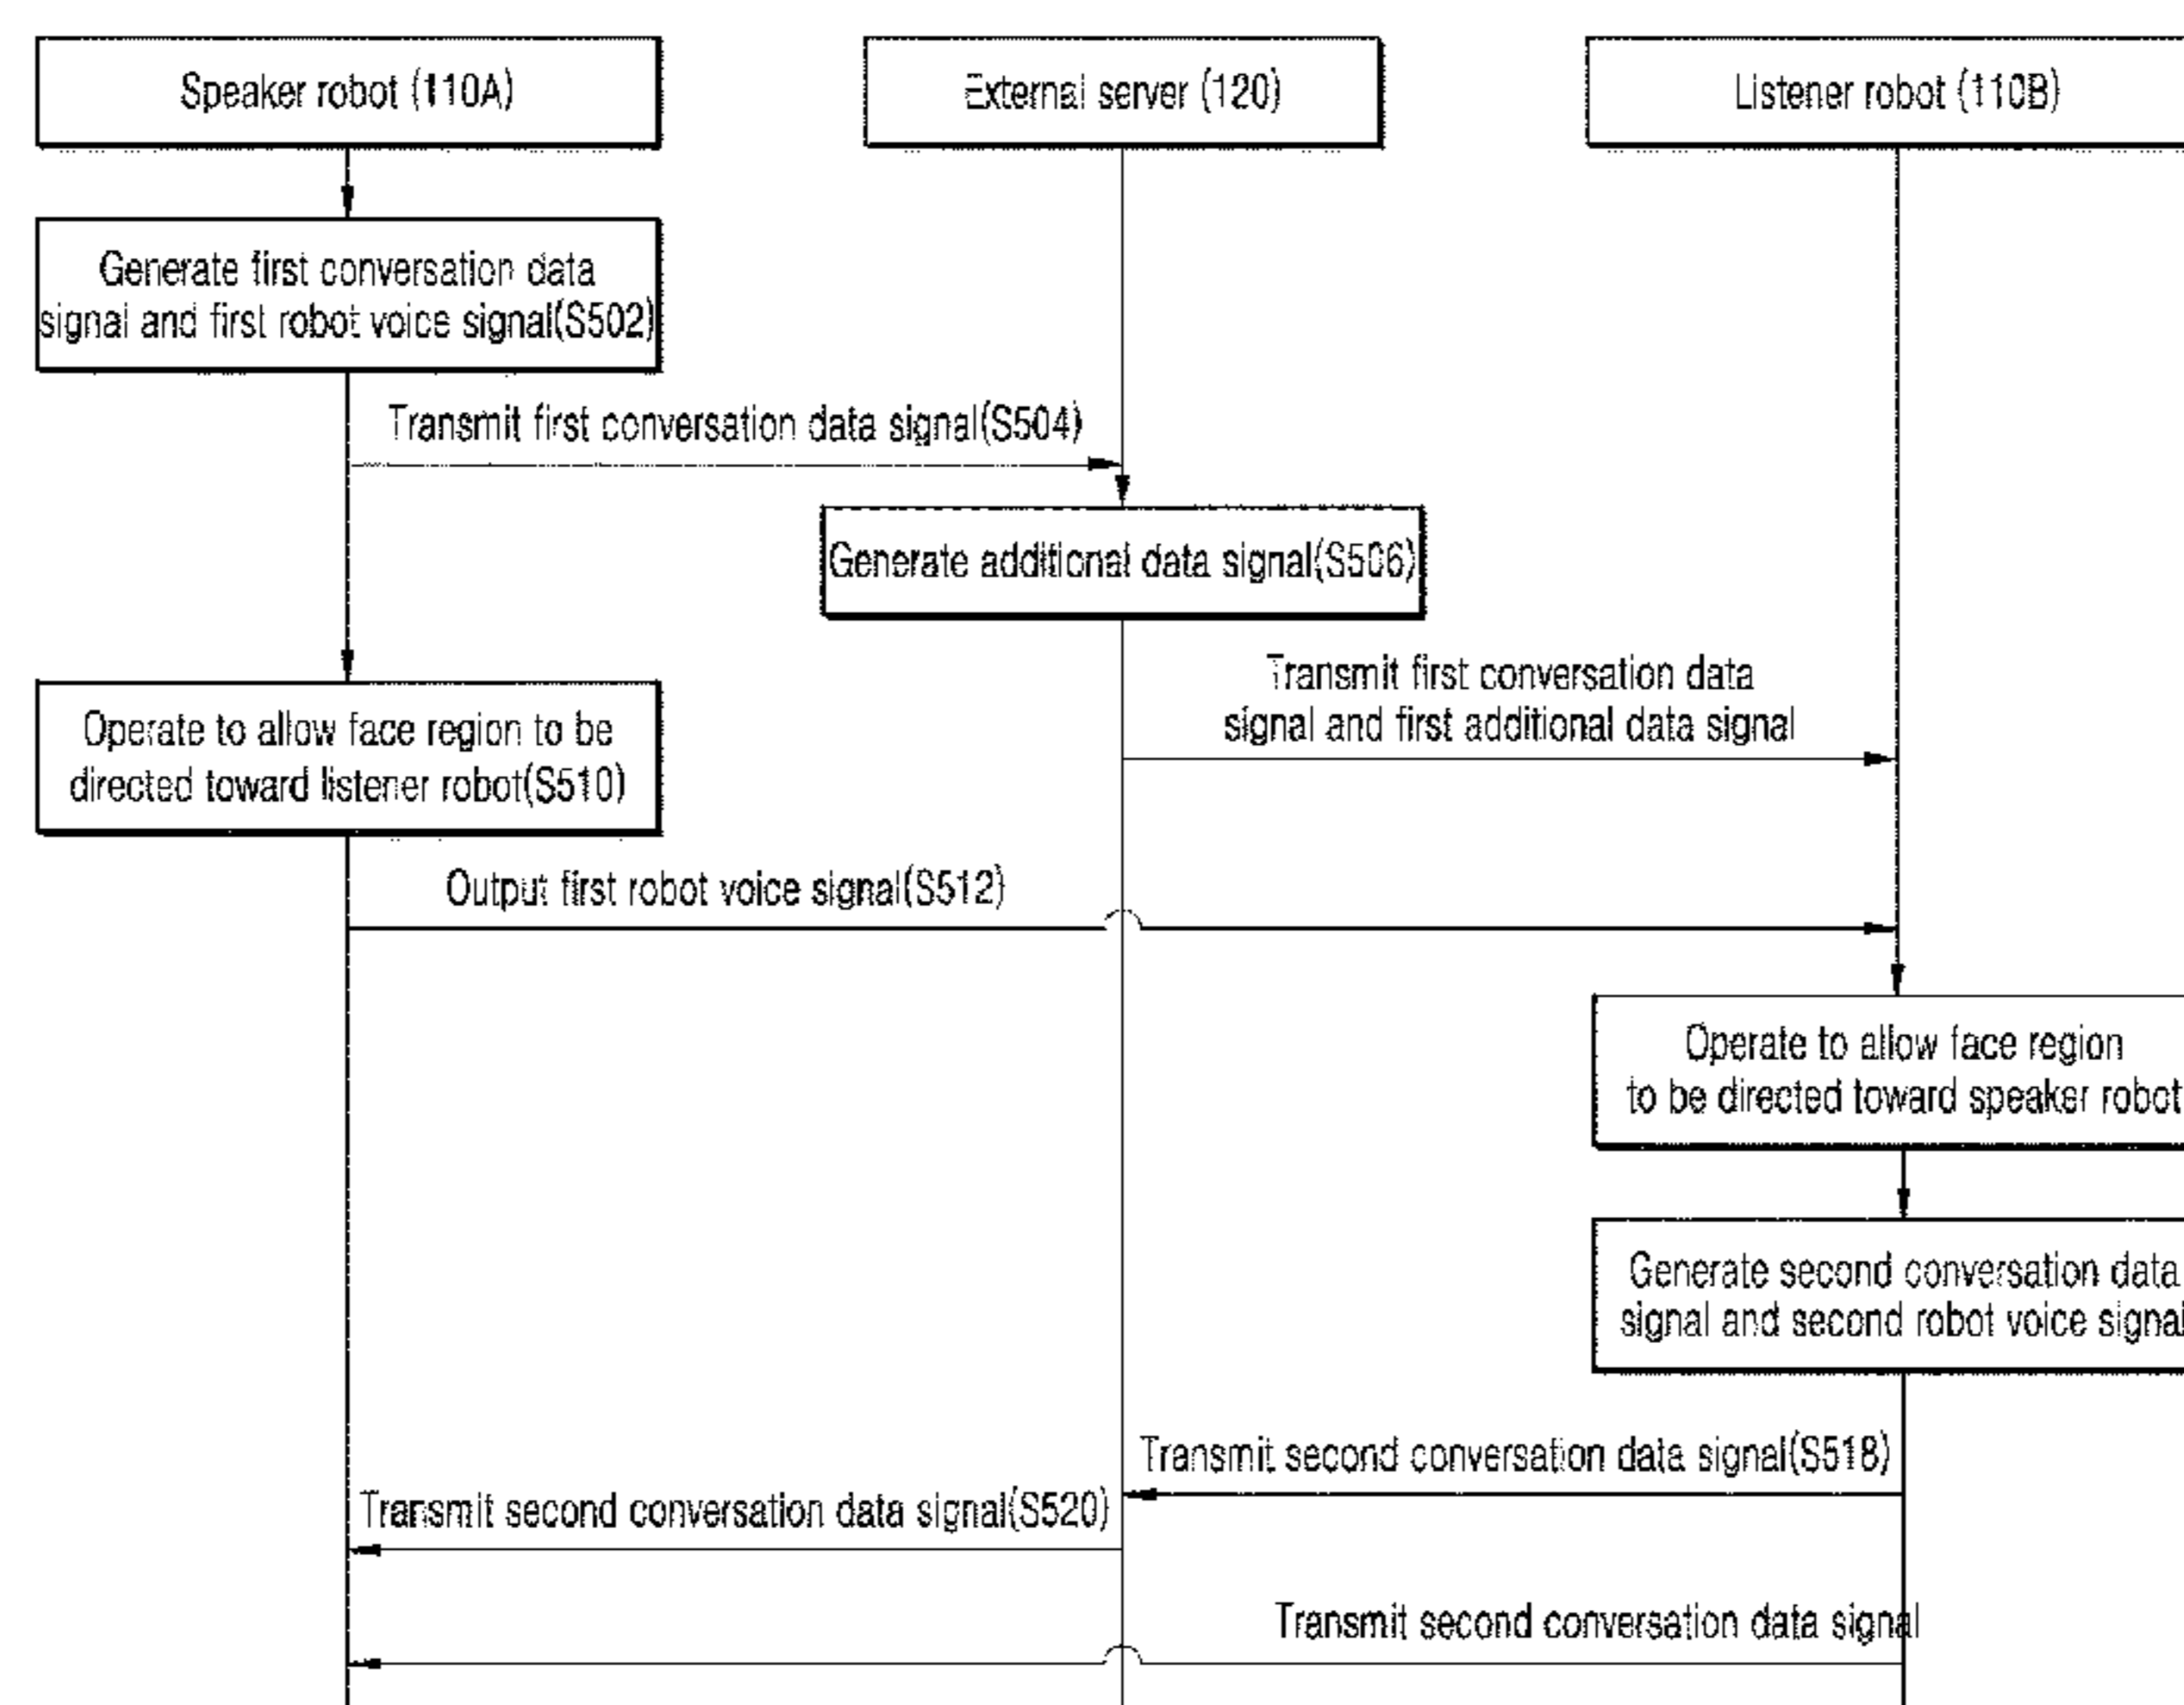 Speaker robot (110A)
External server (120)
Listener robot (110B)
Generate first conversation data
signal and first robot voice signal(S502)
Transmit first conversation data signal(S504)
Generate additional data signal(S506)
Transmit first conversation data
signal and first additional data signal
Operate to allow face region to be
directed toward listener robot(S510)
Output first robot voice signal(S512)
Operate to allow face region
to be directed toward speaker robot
Generate second conversation data
signal and second robot voice signal
Transmit second conversation data signal(S518)
Transmit second conversation data signal(S520)
Transmit second conversation data signal